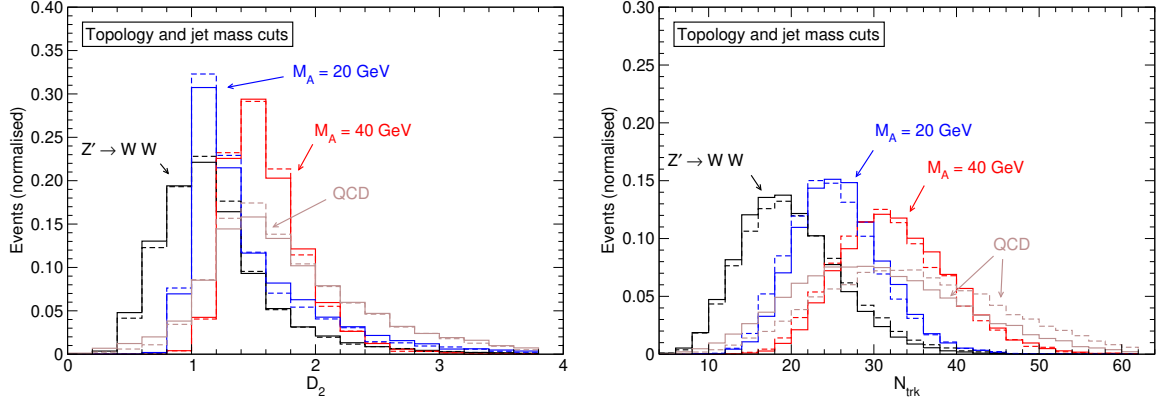 0.40
0.35
0.30
0.25
0.20
0.15
0.10
0.05
0
Events (normalised)
Topology and jet mass cuts
M_A = 20 GeV
M_A = 40 GeV
Z′ → W W
QCD
0 1 2 3 4
D_2
0.30
0.25
0.20
0.15
0.10
0.05
0
Events (normalised)
Topology and jet mass cuts
M_A = 20 GeV
Z′ → W W
M_A = 40 GeV
QCD
10 20 30 40 50 60
N_trk